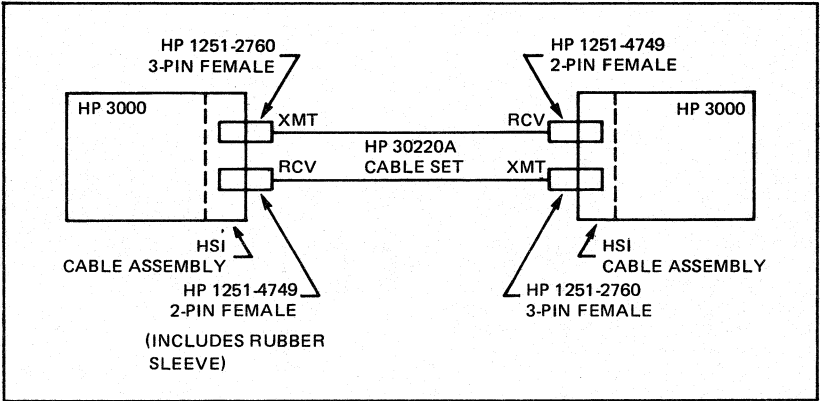 HP 1251-2760
3-PIN FEMALE
HP 1251-4749
2-PIN FEMALE
HP 3000
HP 3000
XMT
RCV
HP 30220A
CABLE SET
RCV
XMT
HSI
CABLE ASSEMBLY
HSI
CABLE ASSEMBLY
HP 1251-4749
2-PIN FEMALE
HP 1251-2760
3-PIN FEMALE
(INCLUDES RUBBER
SLEEVE)